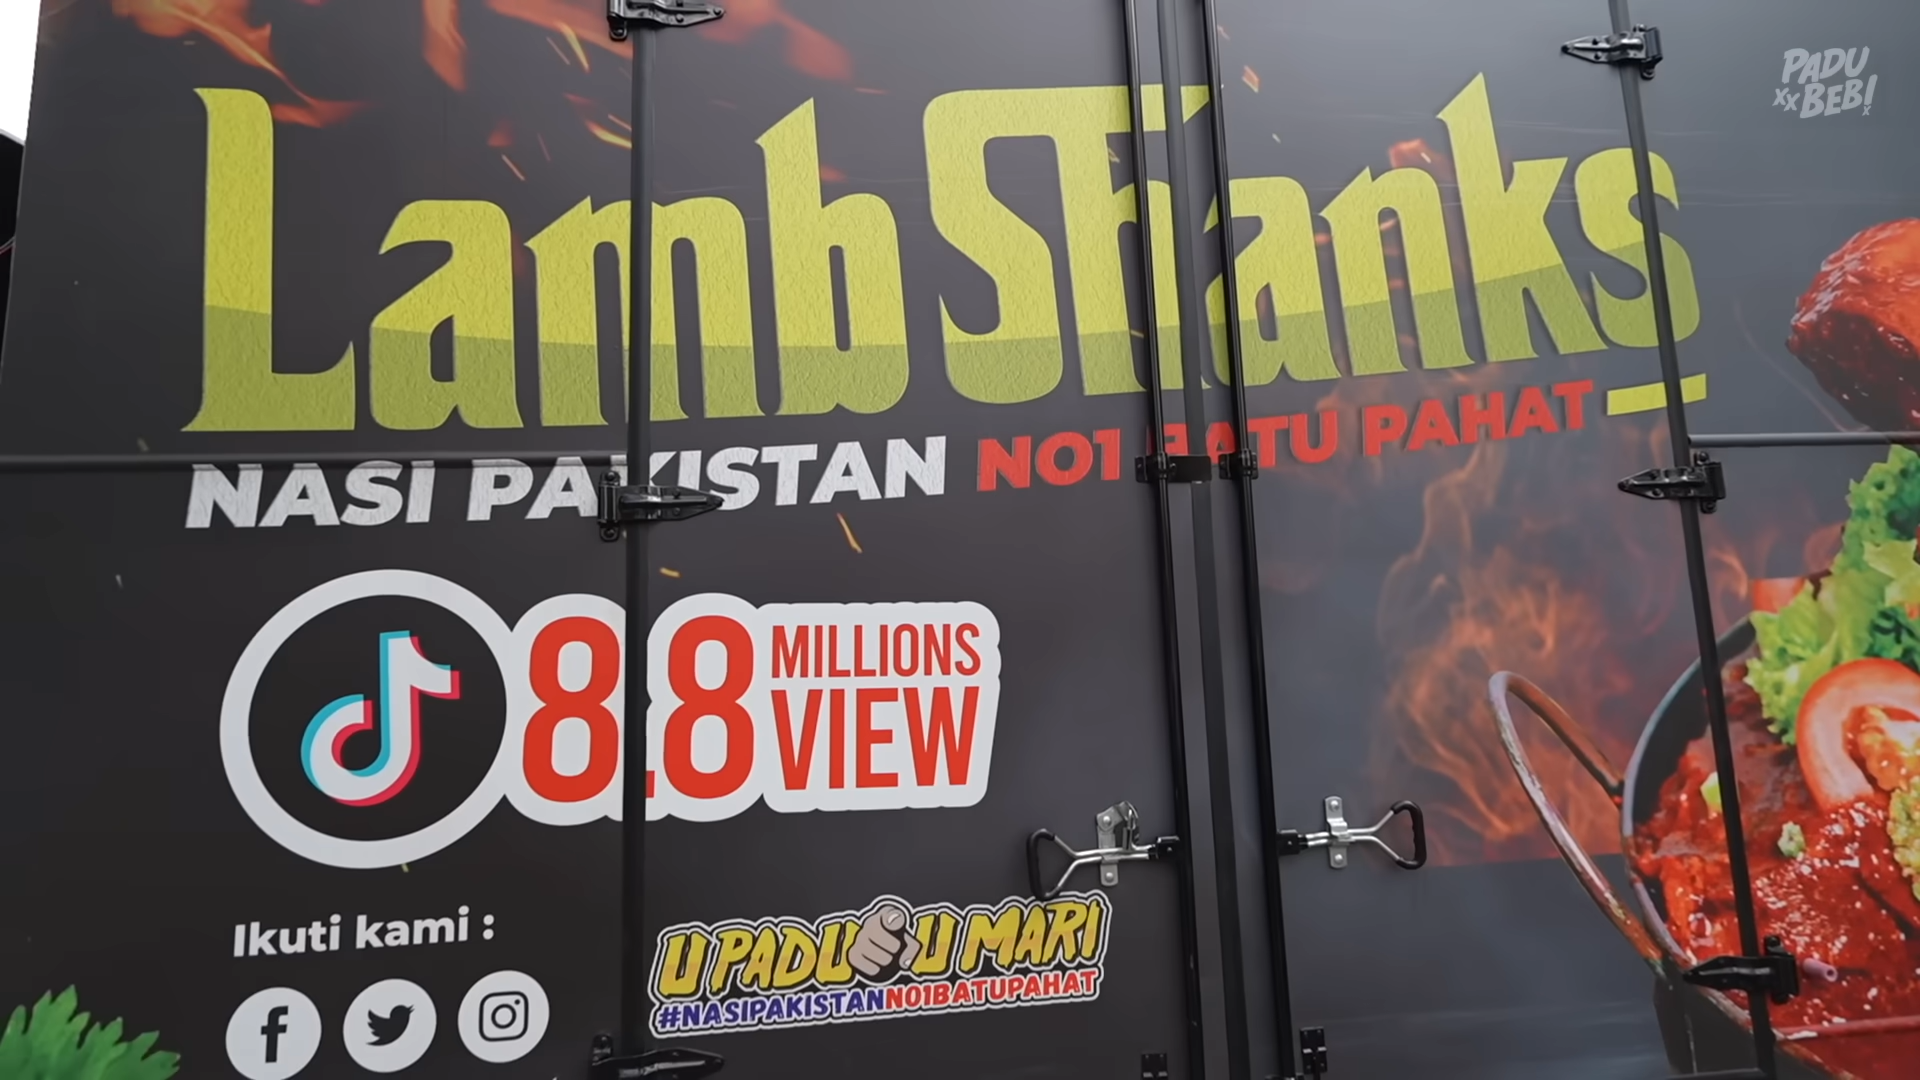 PADU
BEBI
Lamb Shanks
NASI PAKISTAN NO1 BATU PAHAT
8.8 MILLIONS
VIEW
Ikuti kami :
U PADU U MARI
#NASIPAKISTANNO1BATUPAHAT